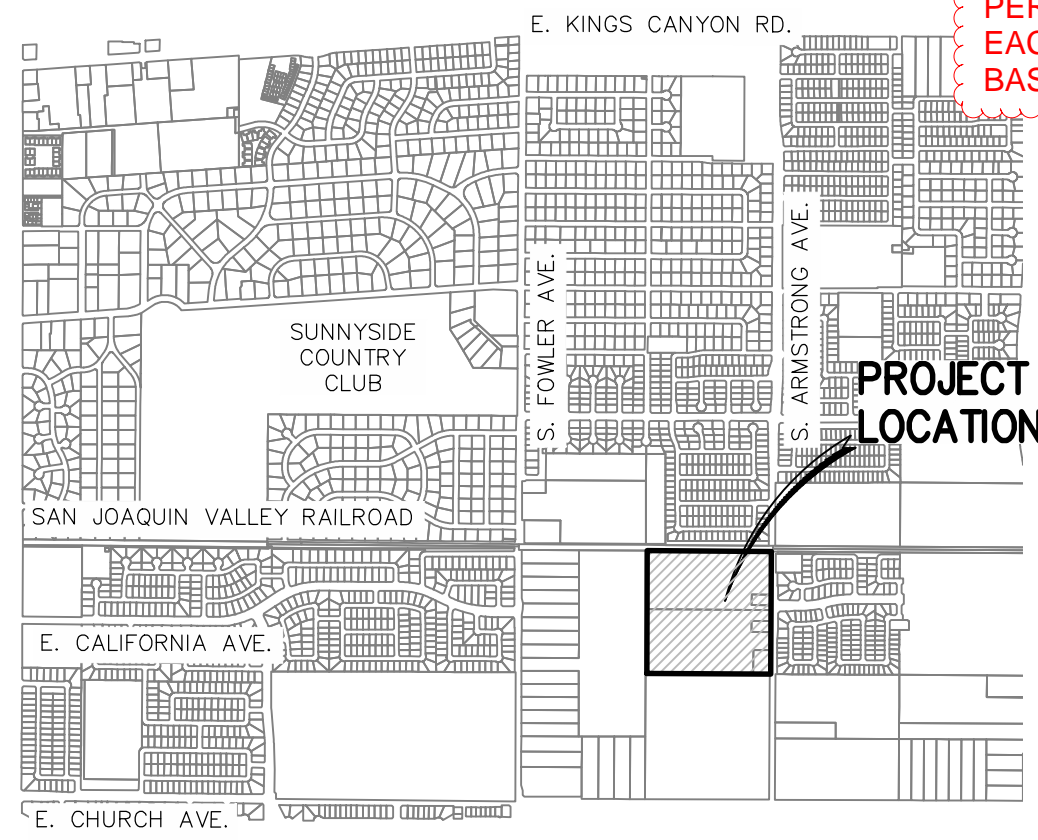 E. KINGS CANYON RD.
S. FOWLER AVE.
S. ARMSTRONG AVE.
SUNNYSIDE
COUNTRY
CLUB
PROJECT
LOCATION
SAN JOAQUIN VALLEY RAILROAD
E. CALIFORNIA AVE.
E. CHURCH AVE.